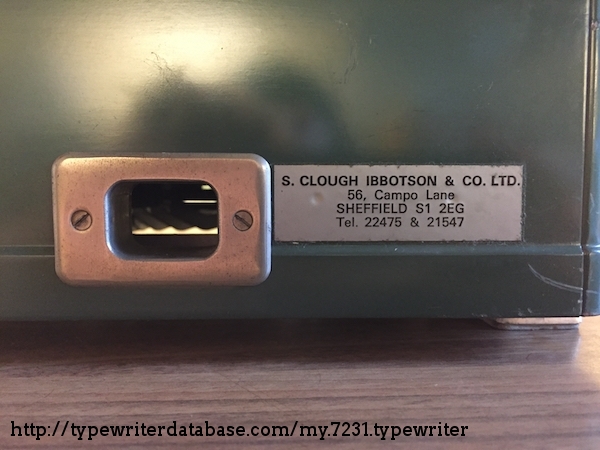 S. CLOUGH IBBOTSON & CO. LTD.
56, Campo Lane
SHEFFIELD S1 2EG
Tel. 22475 & 21547
http://typewriterdatabase.com/my.7231.typewriter